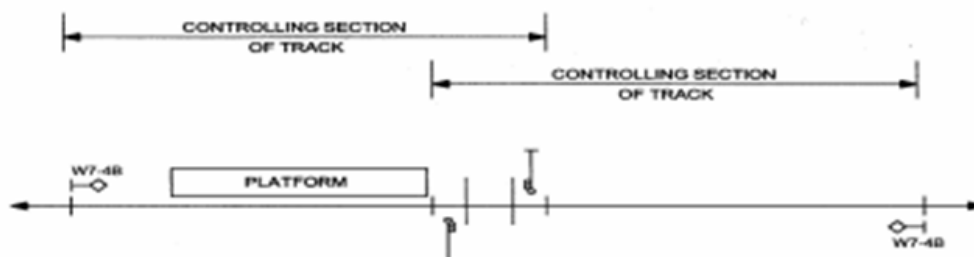 CONTROLLING SECTION
OF TRACK
CONTROLLING SECTION
OF TRACK
W7-4B
PLATFORM
W7-4B